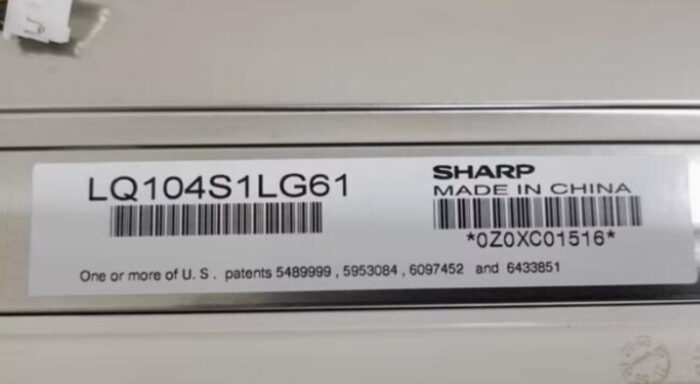 LQ104S1LG61
SHARP
MADE IN CHINA
*0Z0XC01516*
One or more of U. S. patents 5489999 , 5953084 , 6097452 and 6433851